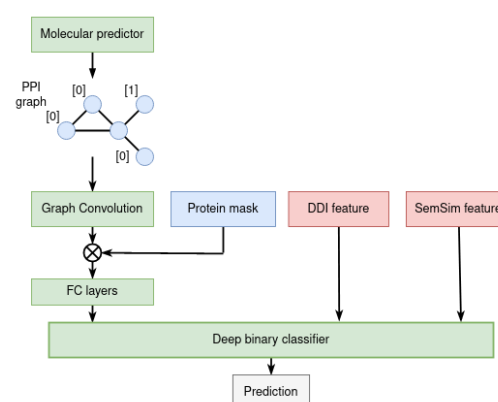 Molecular predictor
PPI
graph
[0]
[1]
[0]
[0]
Graph Convolution
Protein mask
DDI feature
SemSim feature
FC layers
Deep binary classifier
Prediction